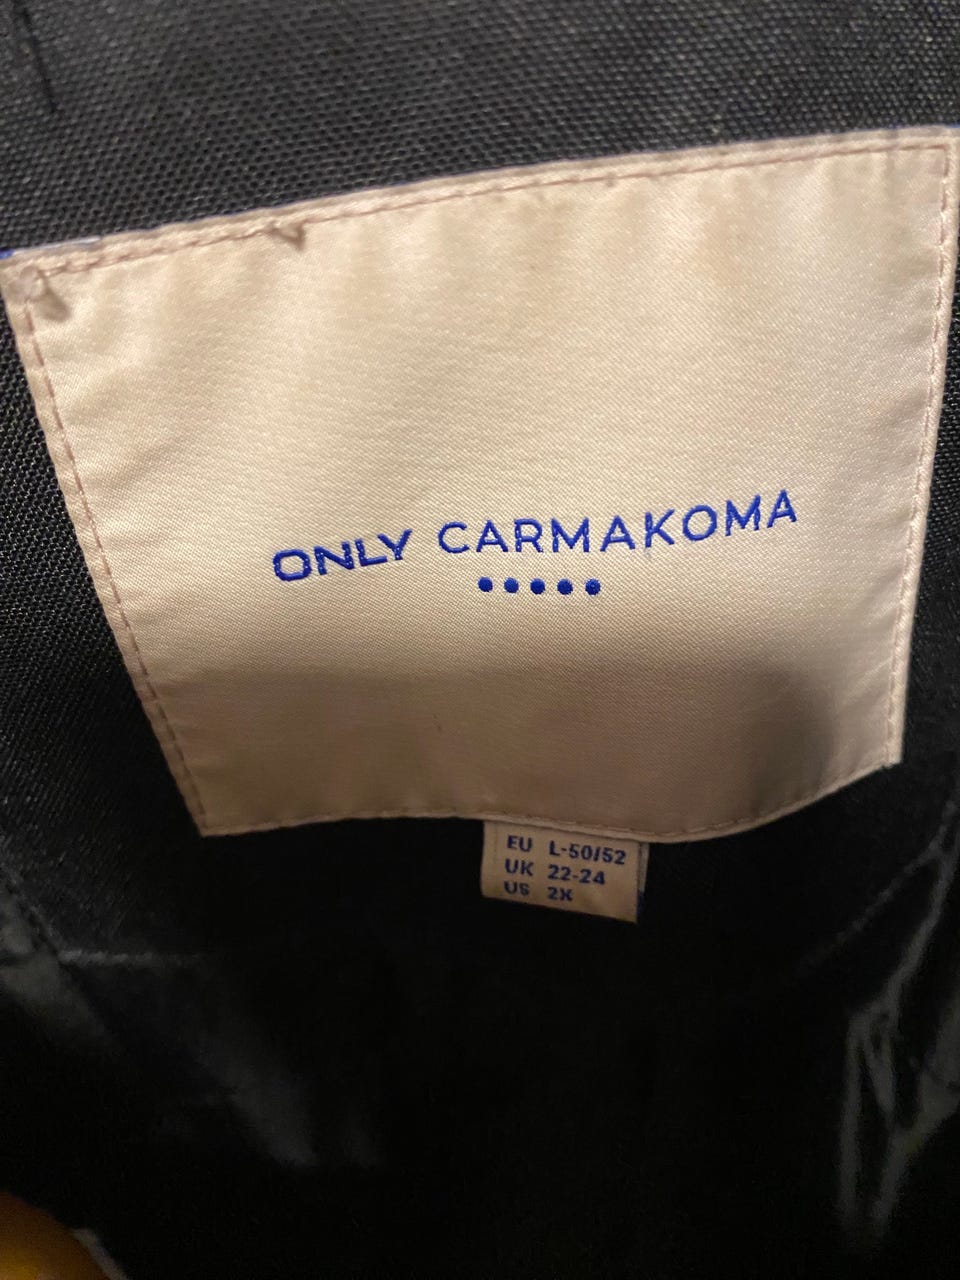 ONLY CARMAKOMA
EU L-50/52
UK 22-24
US 2X